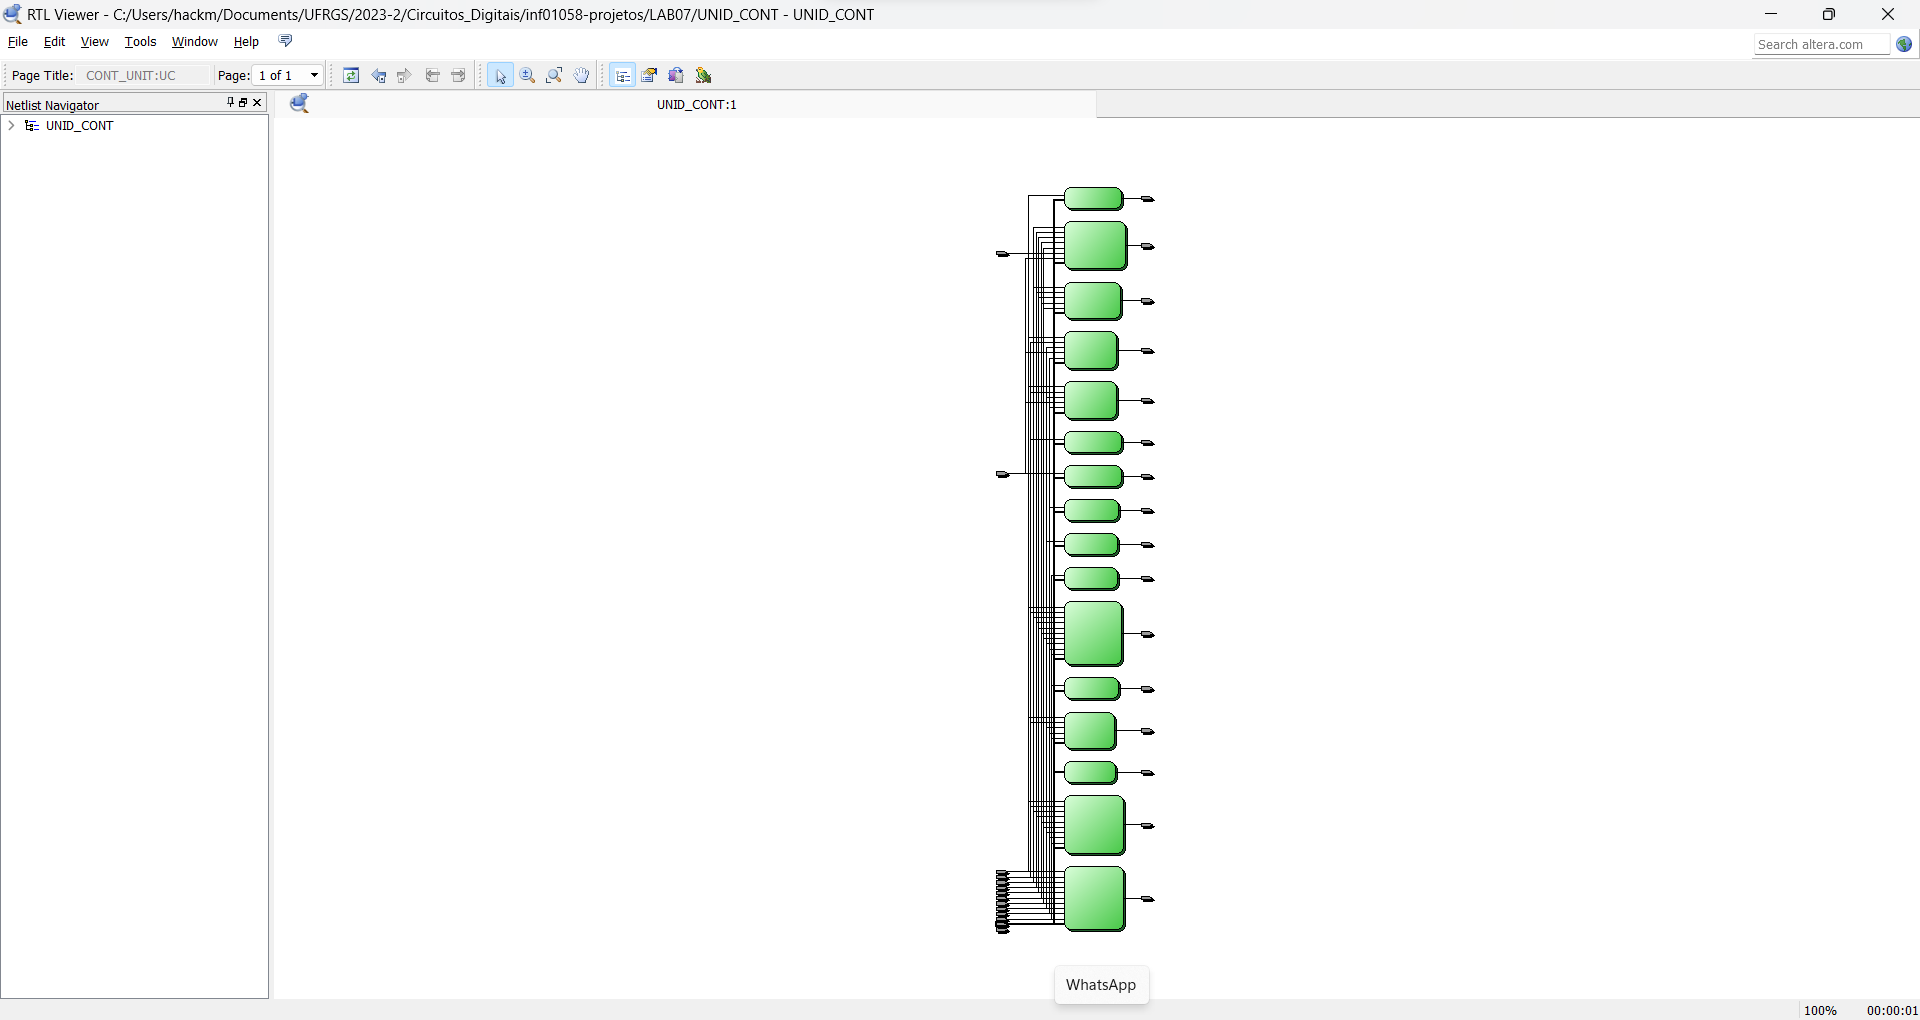 RTL Viewer - C:/Users/hackm/Documents/UFRGS/2023-2/Circuitos_Digitais/inf01058-projetos/LAB07/UNID_CONT - UNID_CONT
File Edit View Tools Window Help
Search altera.com
Page Title: CONT_UNIT:UC Page: 1 of 1
Netlist Navigator
UNID_CONT:1
UNID_CONT
WhatsApp
100% 00:00:01